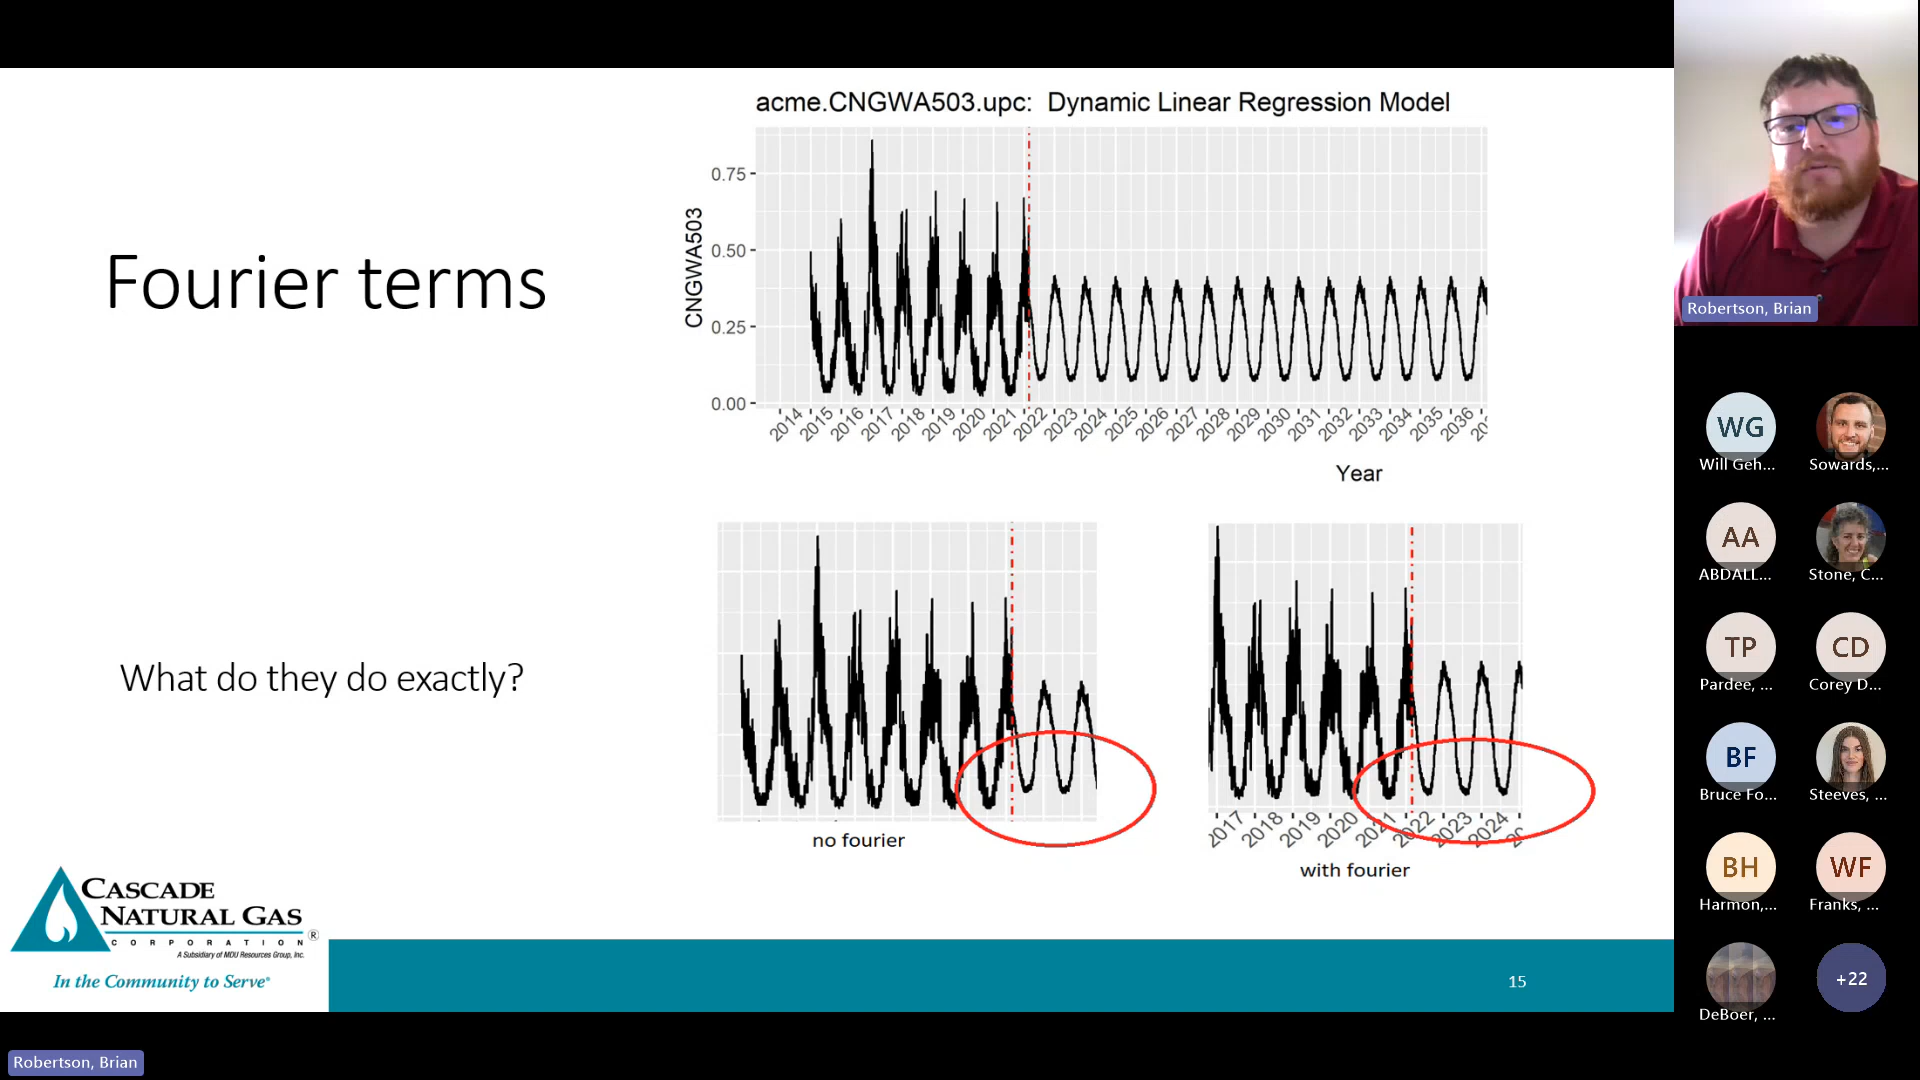 acme.CNGWA503.upc: Dynamic Linear Regression Model
Fourier terms
CNGWA503
0.75
0.50
0.25
0.00
2014 2015 2016 2017 2018 2019 2020 2021 2022 2023 2024 2025 2026 2027 2028 2029 2030 2031 2032 2033 2034 2035 2036
Year
What do they do exactly?
no fourier
2017 2018 2019 2020 2021 2022 2023 2024
with fourier
CASCADE
NATURAL GAS
CORPORATION ®
A Subsidiary of MDU Resources Group, Inc.
In the Community to Serve®
15
Robertson, Brian
WG
Will Geh...
Sowards,...
AA
ABDALL...
Stone, C...
TP
Pardee, ...
CD
Corey D...
BF
Bruce Fo...
Steeves, ...
BH
Harmon,...
WF
Franks, ...
DeBoer, ...
+22
Robertson, Brian